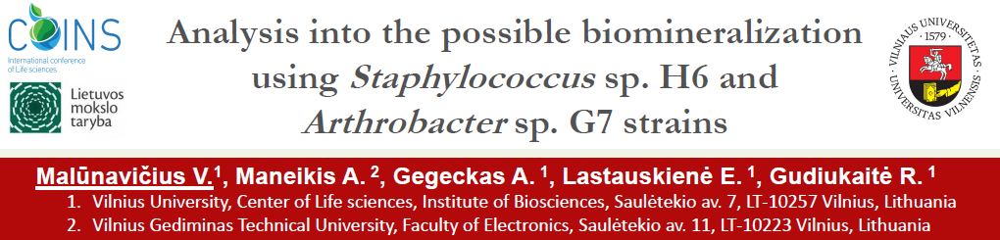 COINS
International conference
of Life sciences
Lietuvos
mokslo
taryba
Analysis into the possible biomineralization
using Staphylococcus sp. H6 and
Arthrobacter sp. G7 strains
VILNIAUS UNIVERSITETAS
· 1579 ·
UNIVERSITAS VILNENSIS
Malūnavičius V.¹, Maneikis A. ², Gegeckas A. ¹, Lastauskienė E. ¹, Gudiukaitė R. ¹
1. Vilnius University, Center of Life sciences, Institute of Biosciences, Saulėtekio av. 7, LT-10257 Vilnius, Lithuania
2. Vilnius Gediminas Technical University, Faculty of Electronics, Saulėtekio av. 11, LT-10223 Vilnius, Lithuania